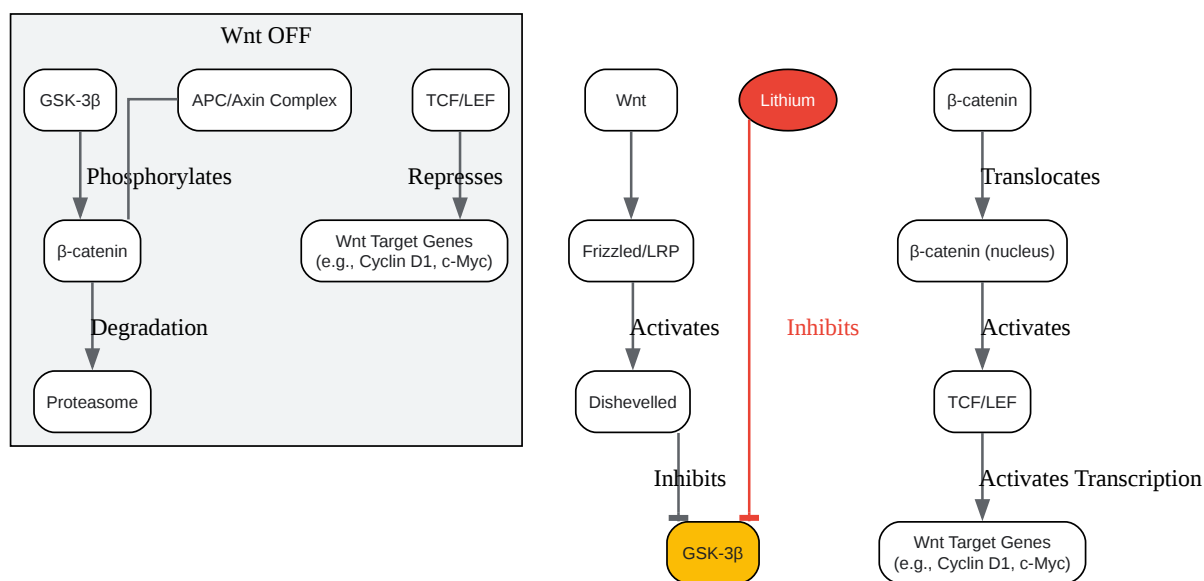 Wnt OFF
GSK-3β
APC/Axin Complex
TCF/LEF
Wnt
Lithium
β-catenin
Phosphorylates
Represses
Translocates
β-catenin
Wnt Target Genes
(e.g., Cyclin D1, c-Myc)
Frizzled/LRP
β-catenin (nucleus)
Degradation
Activates
Inhibits
Activates
Proteasome
Dishevelled
TCF/LEF
Inhibits
Activates Transcription
GSK-3β
Wnt Target Genes
(e.g., Cyclin D1, c-Myc)